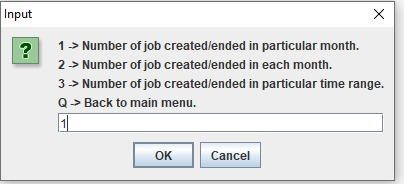 Input
1 -> Number of job created/ended in particular month.
2 -> Number of job created/ended in each month.
3 -> Number of job created/ended in particular time range.
Q -> Back to main menu.
1
OK Cancel